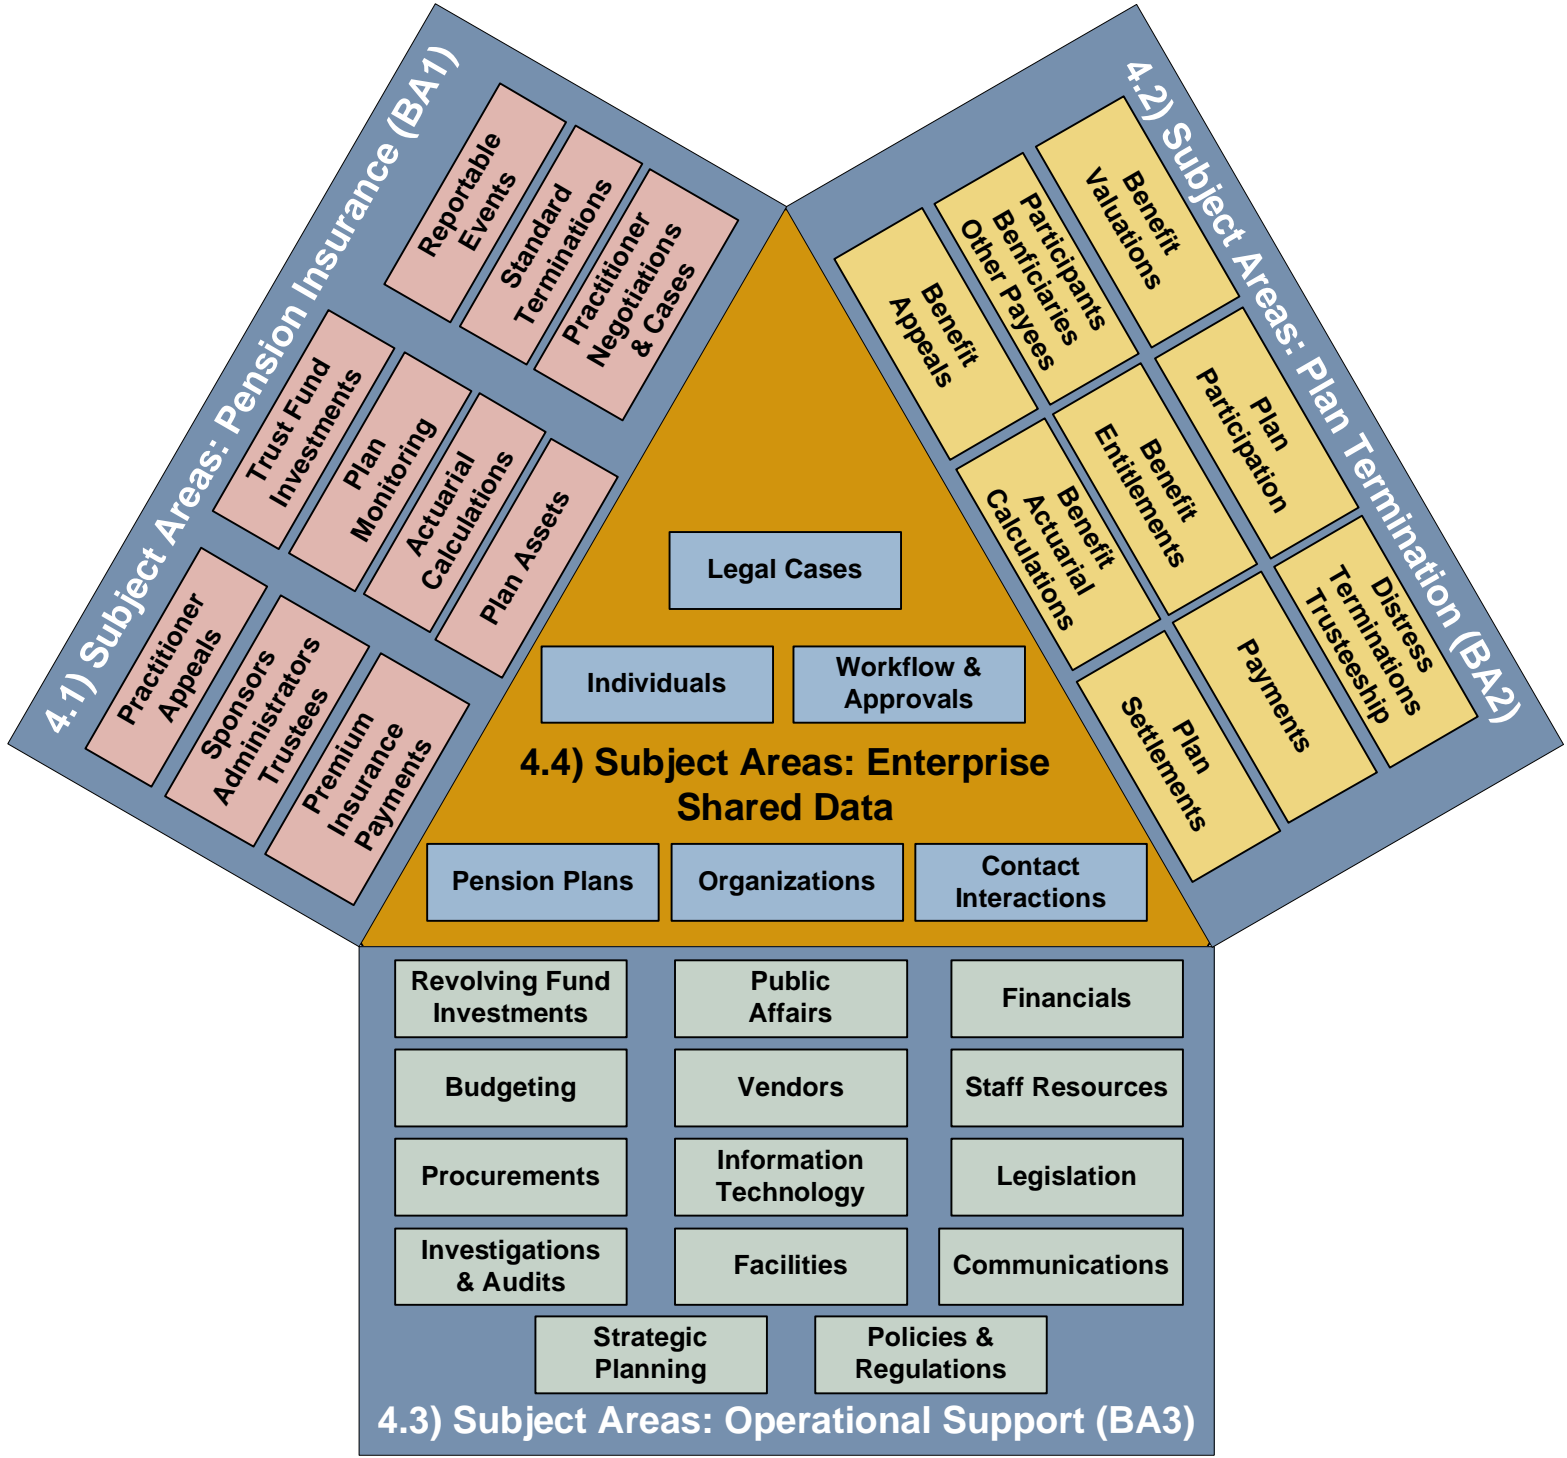 4.1) Subject Areas: Pension Insurance (BA1)
Reportable
Events
Standard
Terminations
Practitioner
Negotiations
& Cases
Trust Fund
Investments
Plan
Monitoring
Actuarial
Calculations
Plan Assets
Practitioner
Appeals
Sponsors
Administrators
Trustees
Premium
Insurance
Payments
4.2) Subject Areas: Plan Termination (BA2)
Benefit
Valuations
Participants
Benficiaries
Other Payees
Benefit
Appeals
Plan
Participation
Benefit
Entitlements
Benefit
Actuarial
Calculations
Distress
Terminations
Trusteeship
Payments
Plan
Settlements
Legal Cases
Individuals
Workflow &
Approvals
4.4) Subject Areas: Enterprise
Shared Data
Pension Plans
Organizations
Contact
Interactions
Revolving Fund
Investments
Public
Affairs
Financials
Budgeting
Vendors
Staff Resources
Procurements
Information
Technology
Legislation
Investigations
& Audits
Facilities
Communications
Strategic
Planning
Policies &
Regulations
4.3) Subject Areas: Operational Support (BA3)